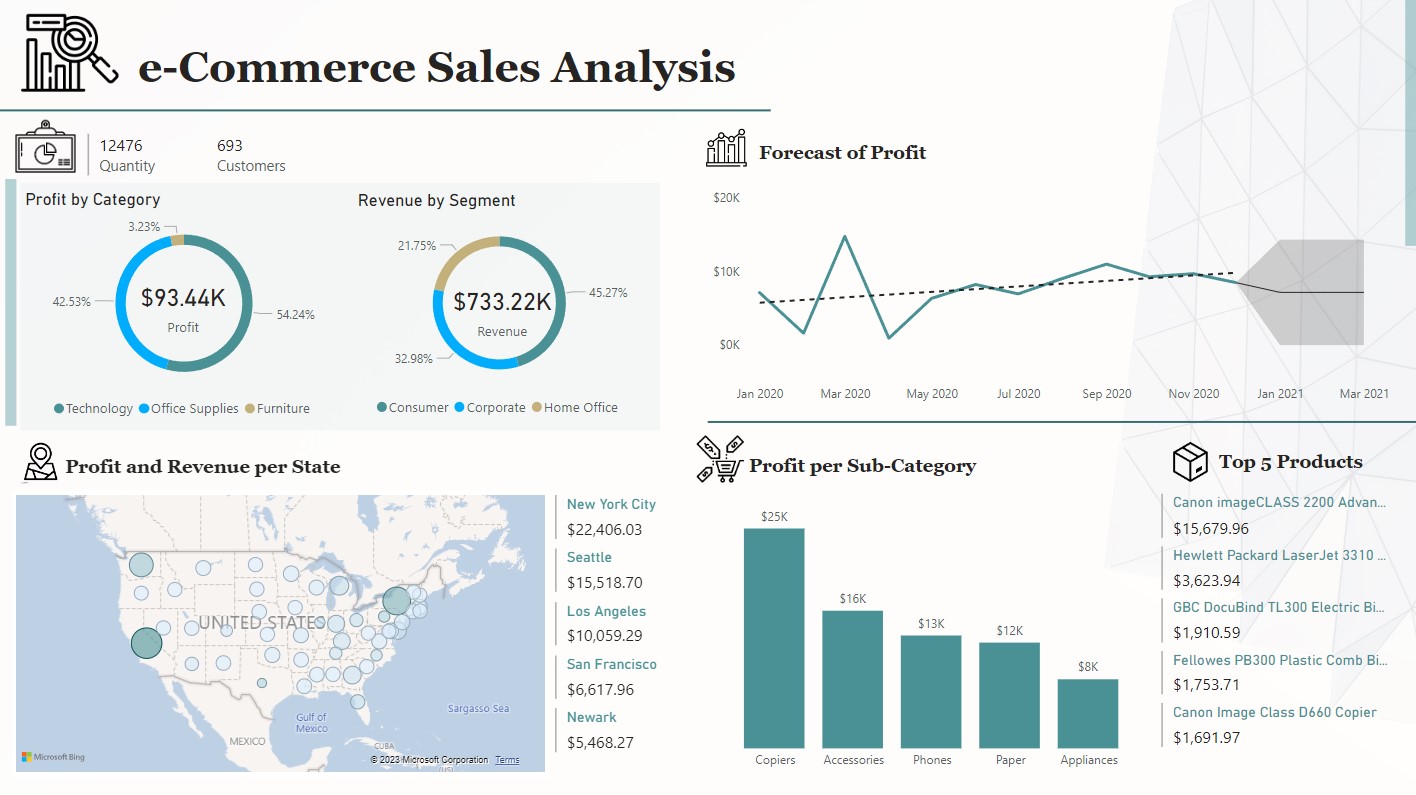 e-Commerce Sales Analysis
12476
Quantity
693
Customers
Profit by Category
3.23%
42.53%
54.24%
$93.44K
Profit
Technology
Office Supplies
Furniture
Revenue by Segment
21.75%
45.27%
32.98%
$733.22K
Revenue
Consumer
Corporate
Home Office
Forecast of Profit
$20K
$10K
$0K
Jan 2020
Mar 2020
May 2020
Jul 2020
Sep 2020
Nov 2020
Jan 2021
Mar 2021
Profit and Revenue per State
UNITED STATES
Gulf of
Mexico
Sargasso Sea
MEXICO
CUBA
(US)
Microsoft Bing
© 2023 Microsoft Corporation Terms
New York City
$22,406.03
Seattle
$15,518.70
Los Angeles
$10,059.29
San Francisco
$6,617.96
Newark
$5,468.27
Profit per Sub-Category
$25K
$16K
$13K
$12K
$8K
Copiers
Accessories
Phones
Paper
Appliances
Top 5 Products
Canon imageCLASS 2200 Advan...
$15,679.96
Hewlett Packard LaserJet 3310 ...
$3,623.94
GBC DocuBind TL300 Electric Bi...
$1,910.59
Fellowes PB300 Plastic Comb Bi...
$1,753.71
Canon Image Class D660 Copier
$1,691.97